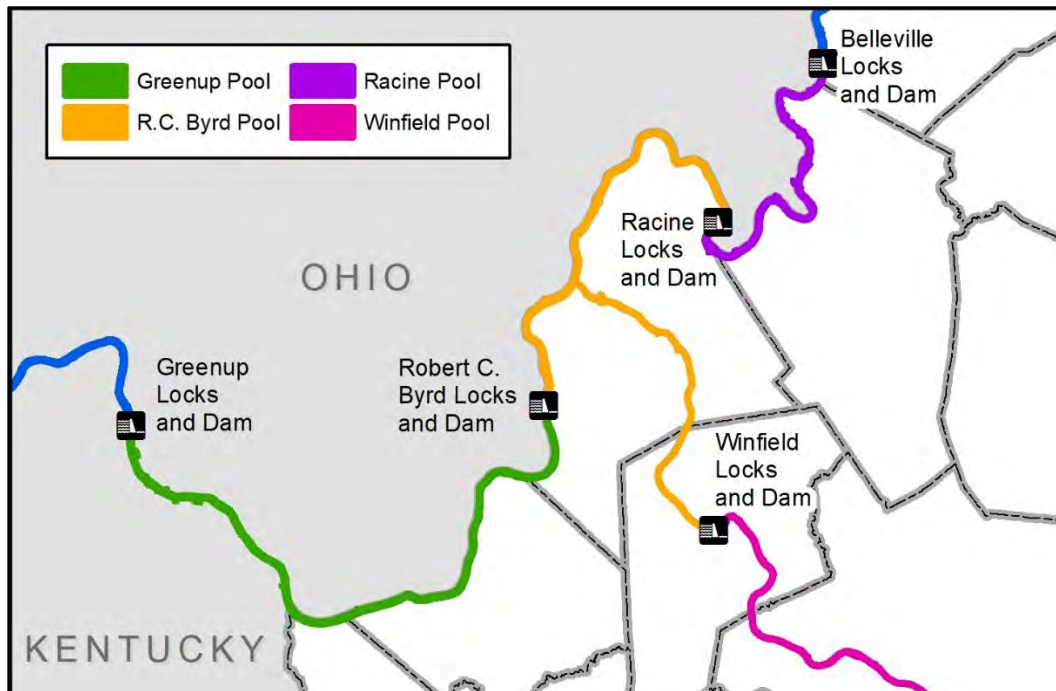 Greenup Pool
Racine Pool
R.C. Byrd Pool
Winfield Pool
Belleville
Locks
and Dam
Racine
Locks
and Dam
OHIO
Greenup
Locks
and Dam
Robert C.
Byrd Locks
and Dam
Winfield
Locks
and Dam
KENTUCKY